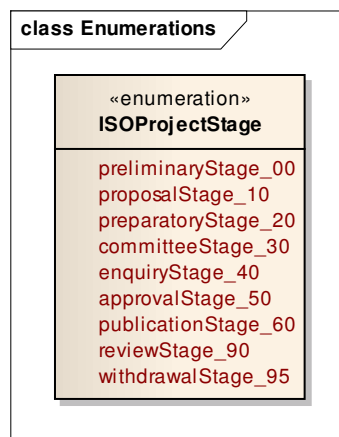 class Enumerations
«enumeration»
ISOProjectStage
preliminaryStage_00
proposalStage_10
preparatoryStage_20
committeeStage_30
enquiryStage_40
approvalStage_50
publicationStage_60
reviewStage_90
withdrawalStage_95